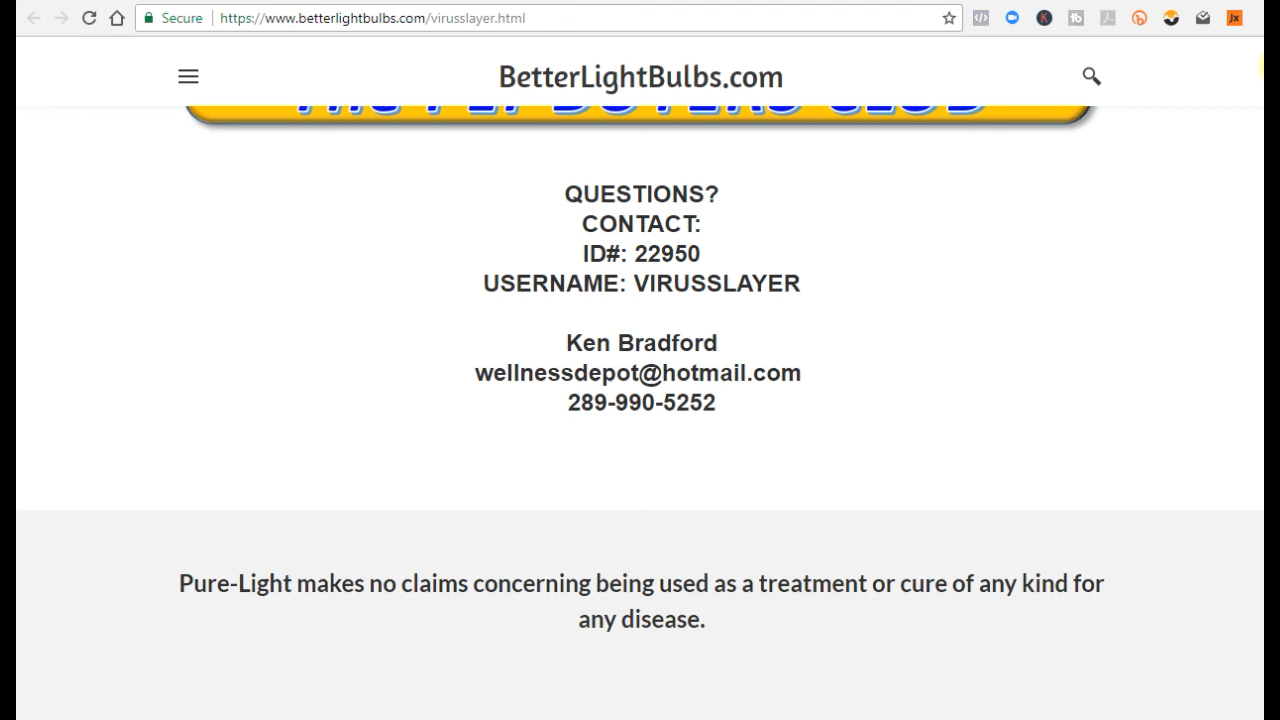 Secure https://www.betterlightbulbs.com/virusslayer.html
BetterLightBulbs.com
QUESTIONS?
CONTACT:
ID#: 22950
USERNAME: VIRUSSLAYER
Ken Bradford
wellnessdepot@hotmail.com
289-990-5252
Pure-Light makes no claims concerning being used as a treatment or cure of any kind for
any disease.